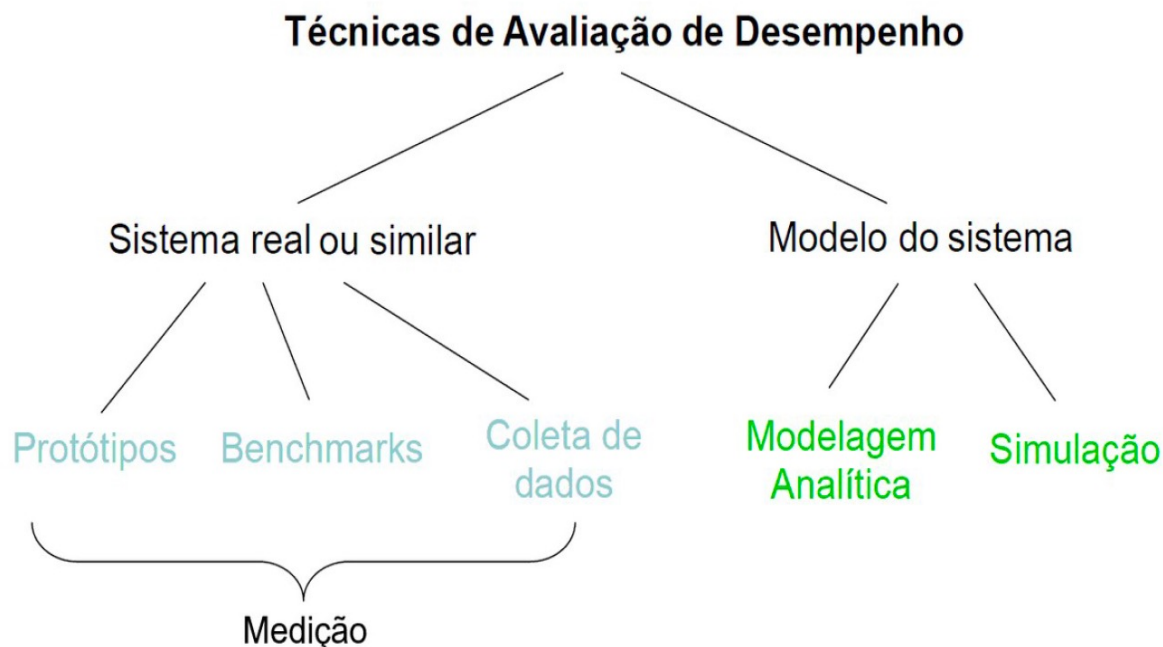 Técnicas de Avaliação de Desempenho
Sistema real ou similar
Modelo do sistema
Protótipos
Benchmarks
Coleta de
dados
Modelagem
Analítica
Simulação
Medição